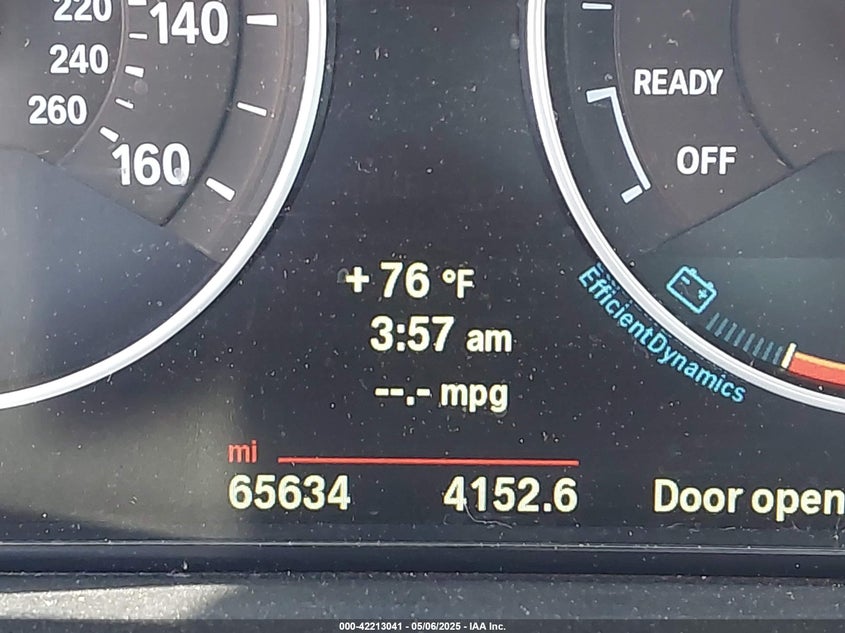 220
140
240
260
160
READY
OFF
+ 76 °F
3:57 am
--.- mpg
EfficientDynamics
mi
65634 4152.6 Door open
000-42213041 - 05/06/2025 - IAA Inc.